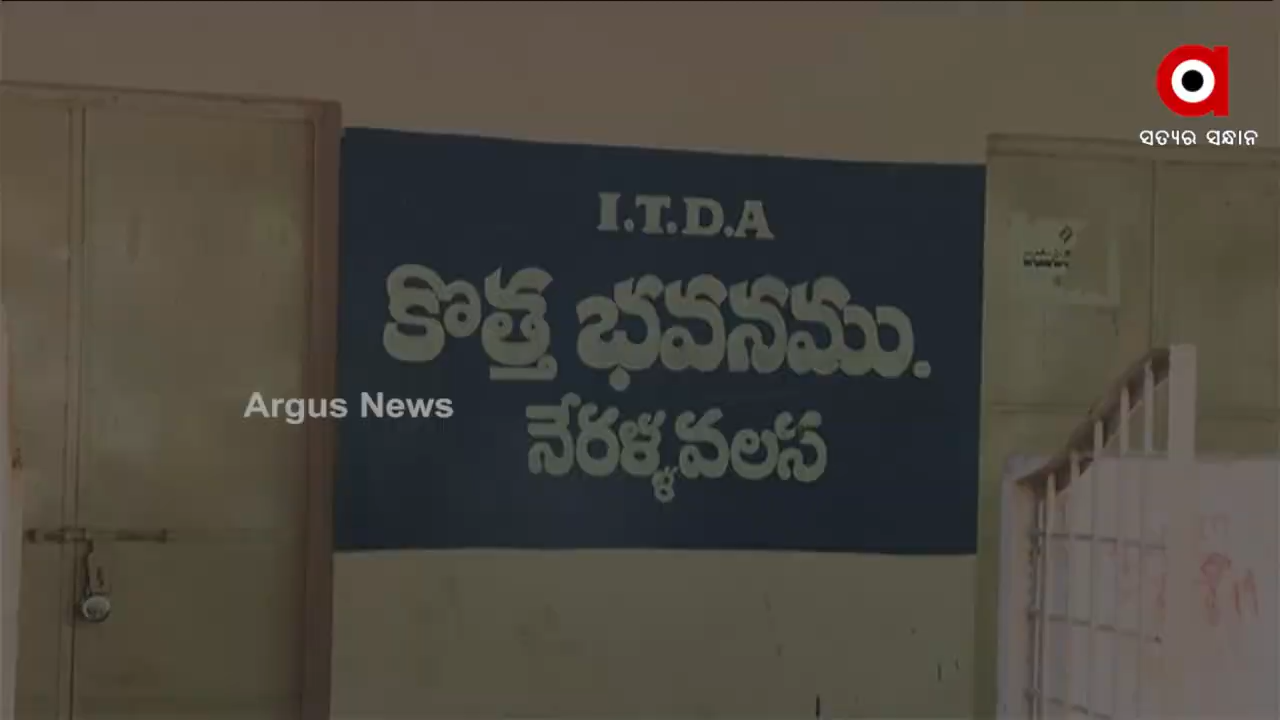 ସତ୍ୟର ସନ୍ଧାନ
I.T.D.A
కొత్త భవనము.
నేరళ్ళవలస
Argus News